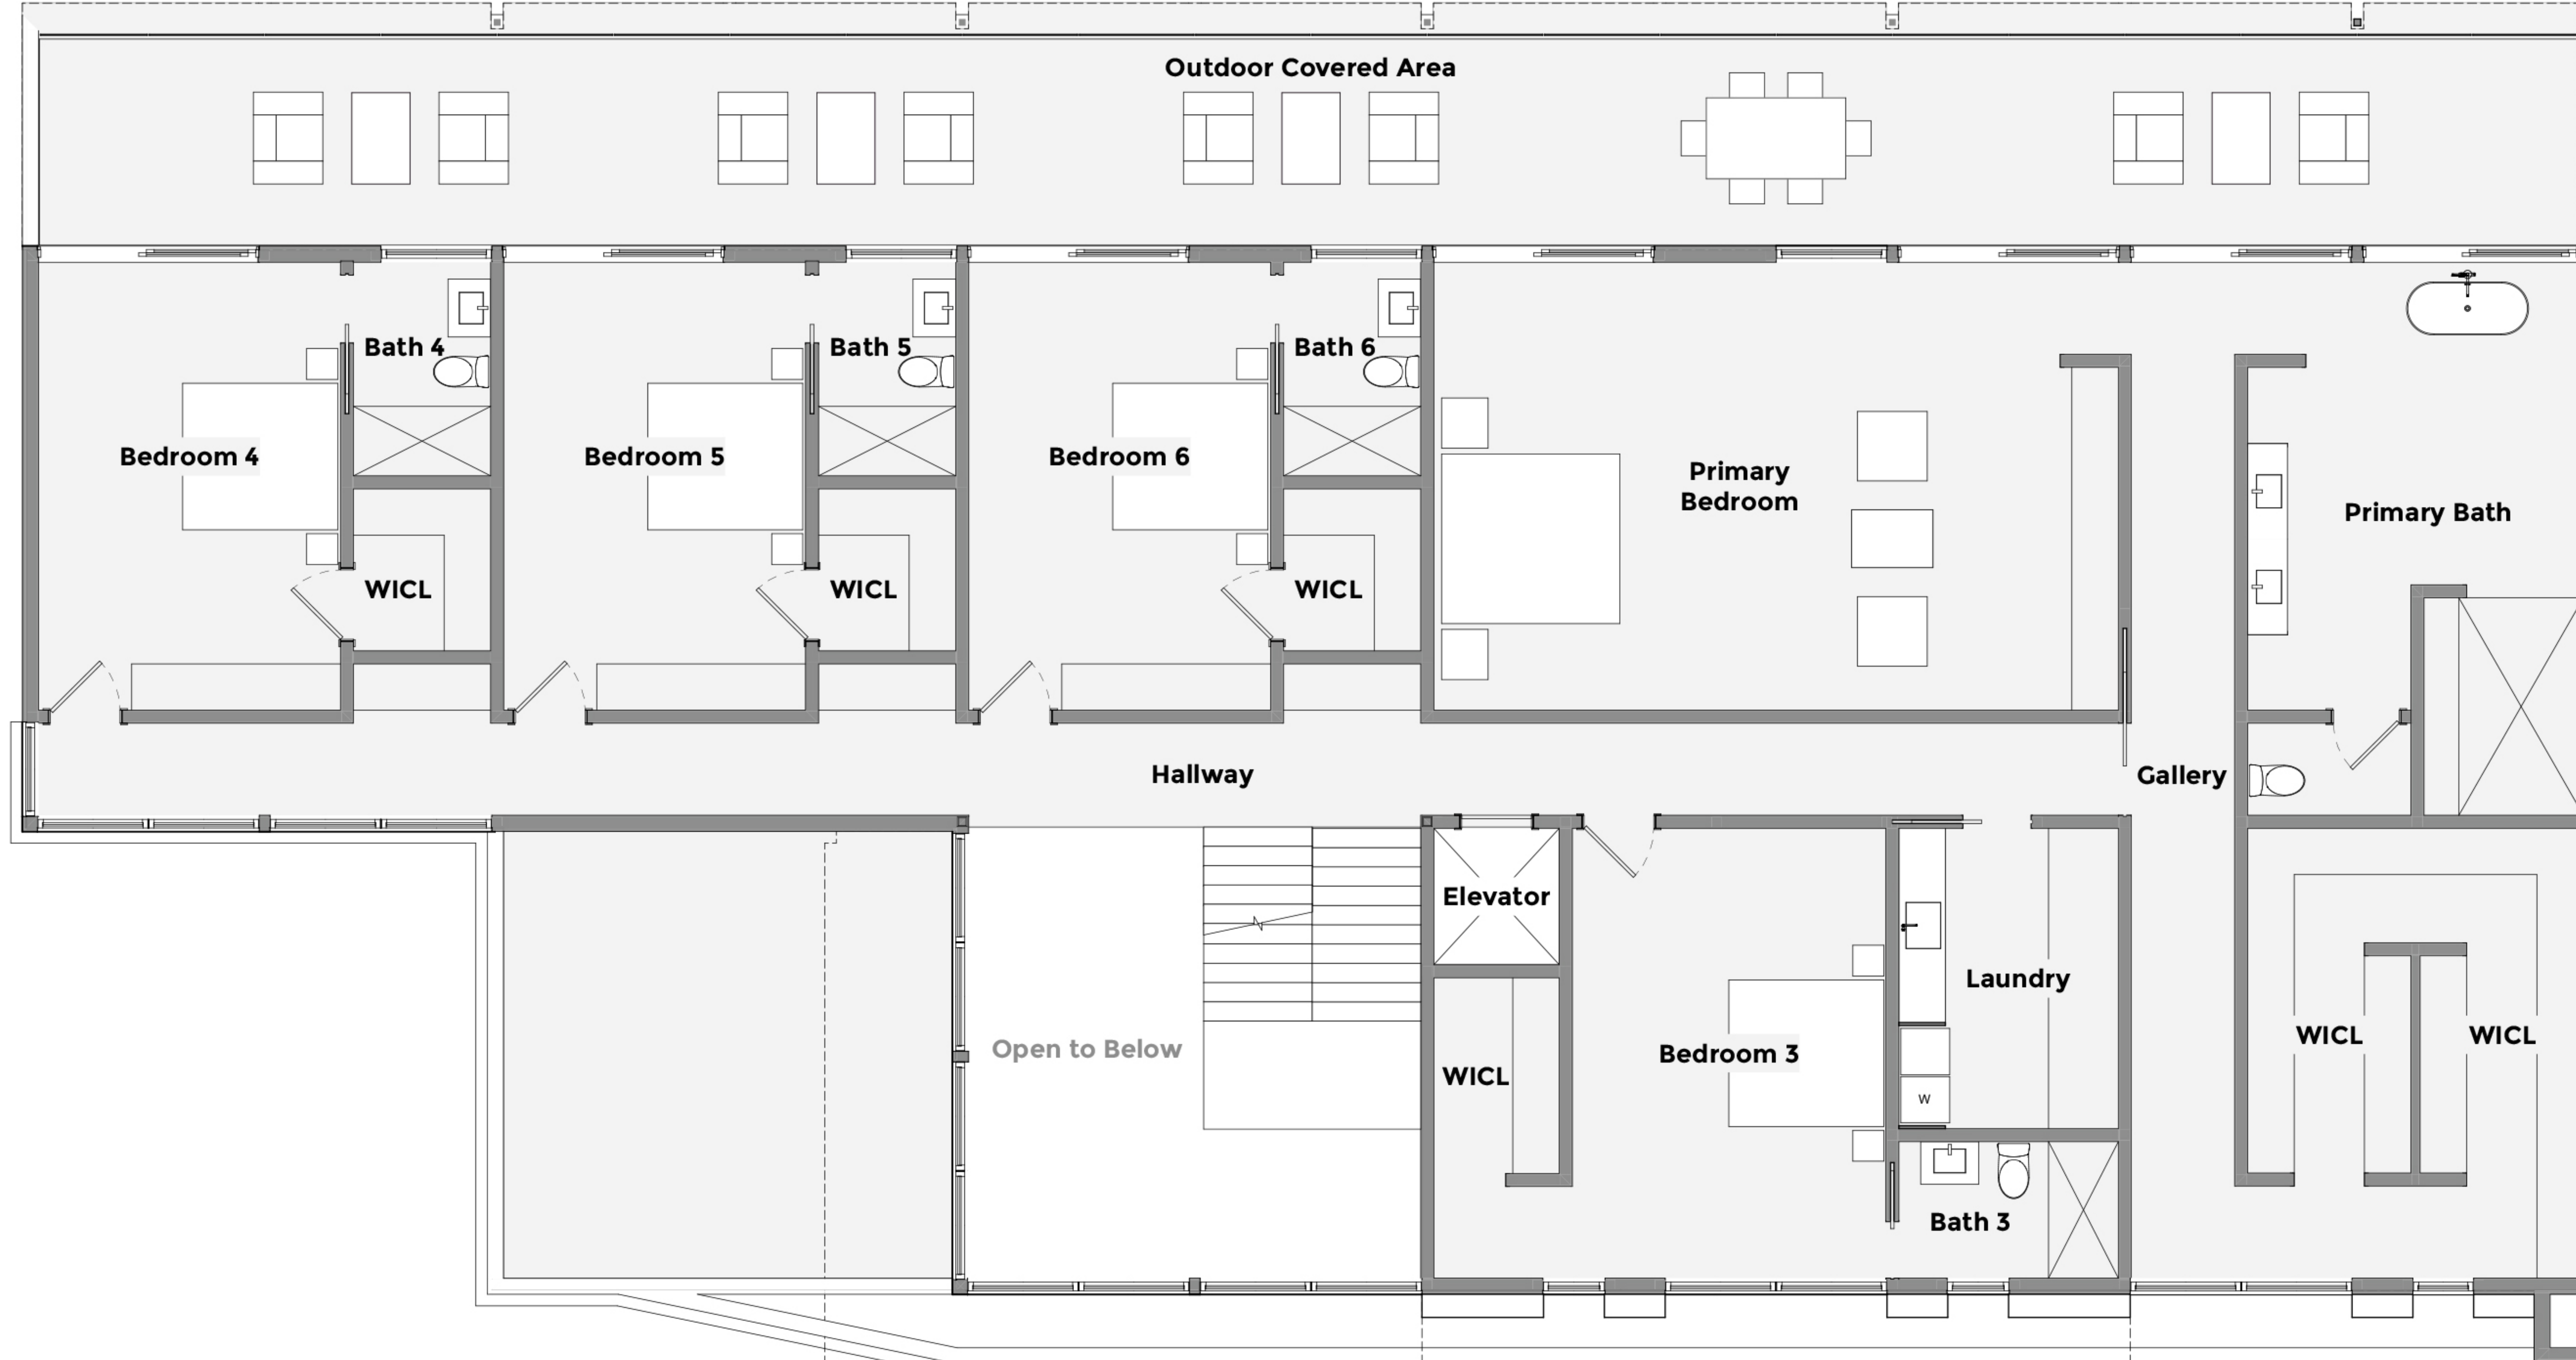 Outdoor Covered Area
Bath 4
Bath 5
Bath 6
Bedroom 4
Bedroom 5
Bedroom 6
Primary
Bedroom
Primary Bath
WICL
WICL
WICL
Hallway
Gallery
Elevator
Laundry
Open to Below
WICL
Bedroom 3
W
WICL
WICL
Bath 3